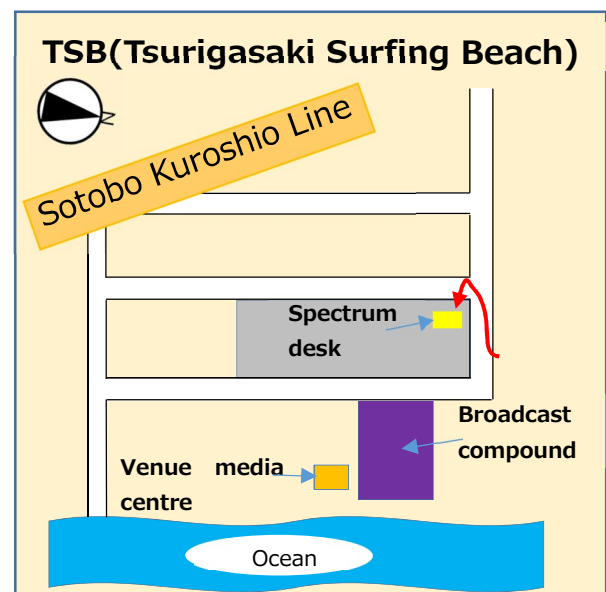 TSB(Tsurigasaki Surfing Beach)
N
Sotobo Kuroshio Line
Spectrum
desk
Broadcast
compound
Venue media
centre
Ocean